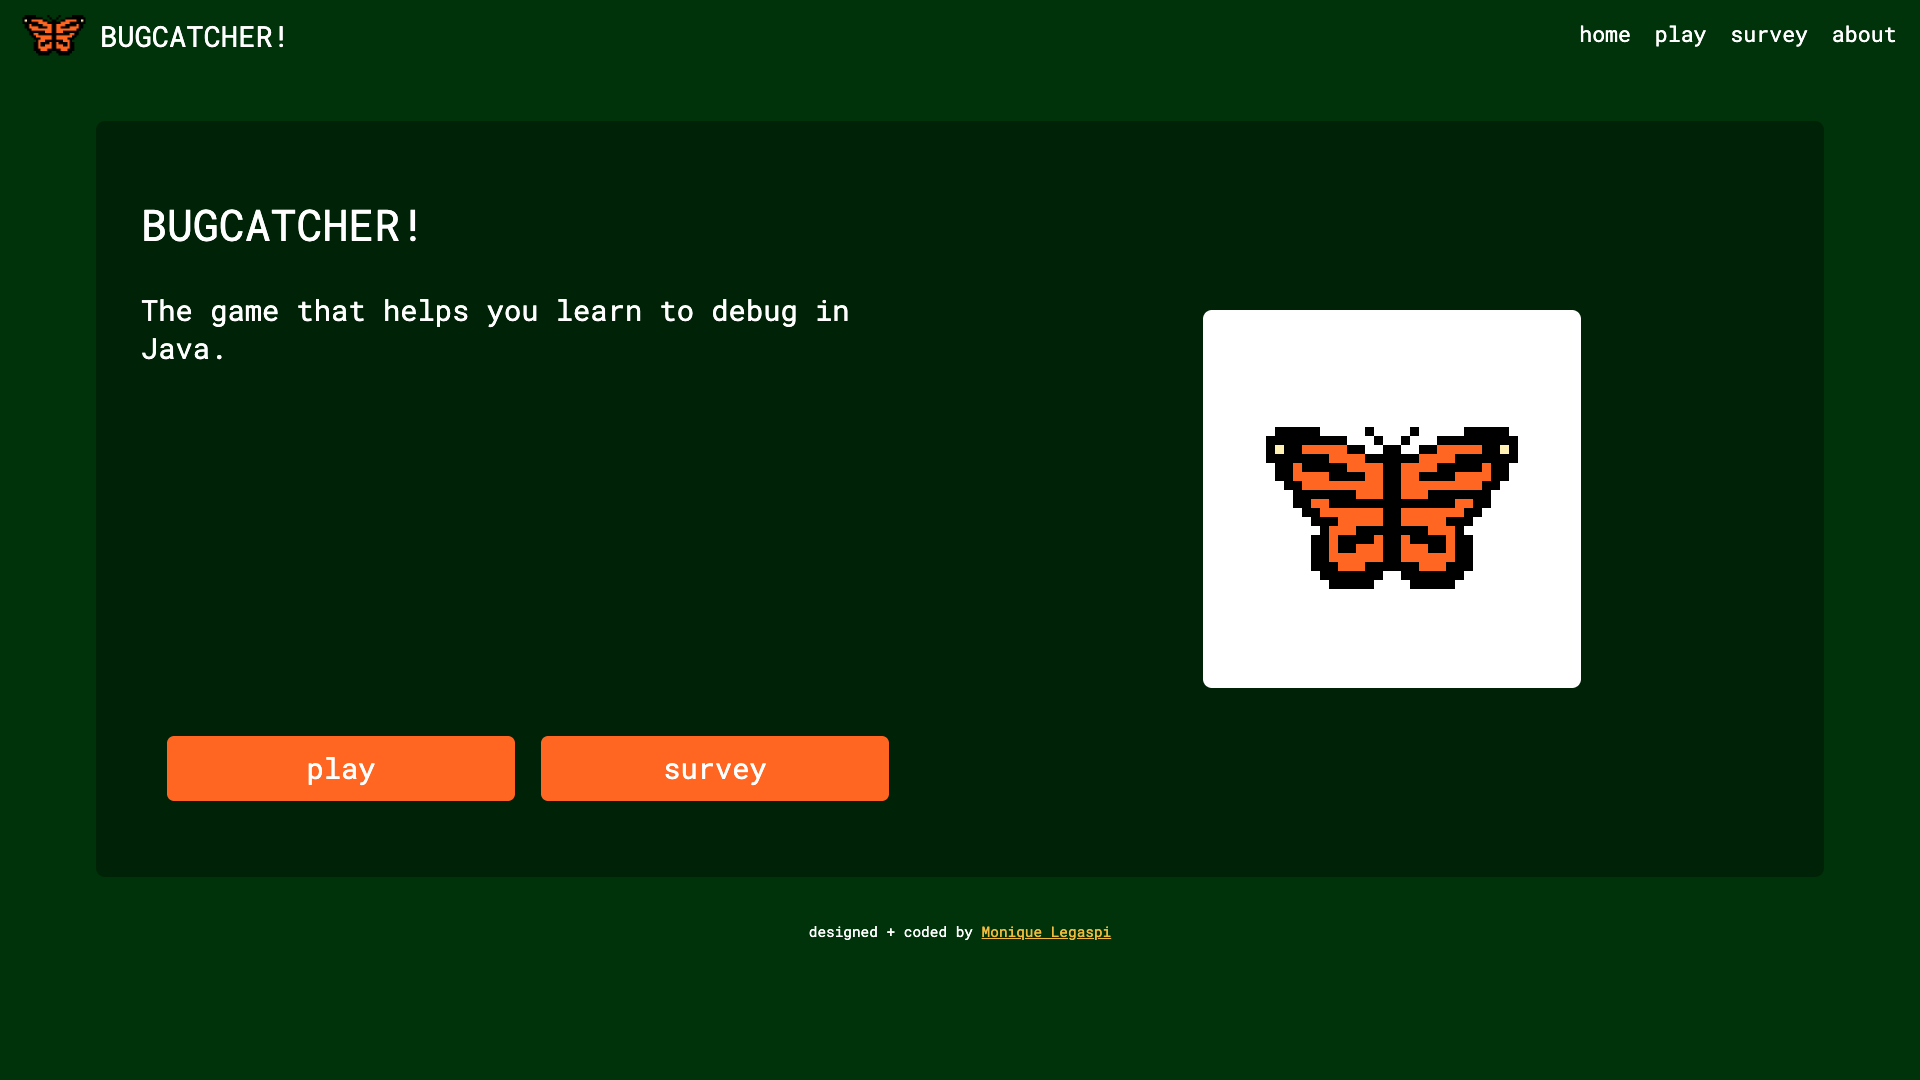 BUGCATCHER!
home play survey about
BUGCATCHER!
The game that helps you learn to debug in
Java.
play
survey
designed + coded by Monique Legaspi